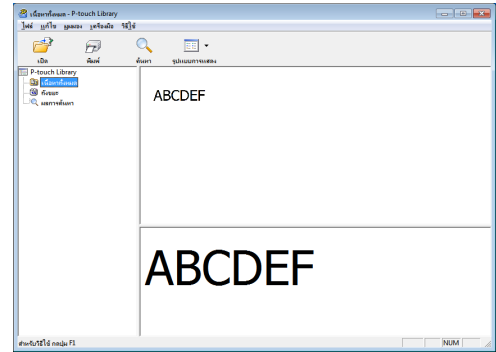 เนื้อหาทั้งหมด - P-touch Library
ไฟล์ แก้ไข มุมมอง เครื่องมือ วิธีใช้
เปิด พิมพ์ ค้นหา รูปแบบการแสดง
P-touch Library
เนื้อหาทั้งหมด
ถังขยะ
ผลการค้นหา
ABCDEF
ABCDEF
สำหรับวิธีใช้ กดปุ่ม F1
NUM